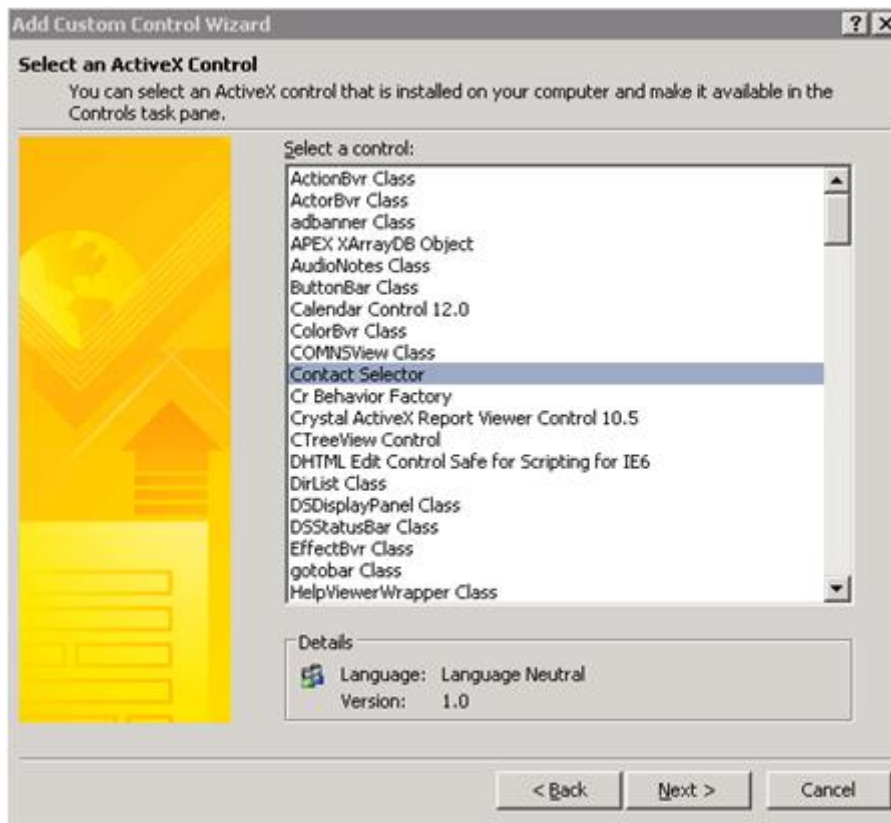 Add Custom Control Wizard
Select an ActiveX Control
You can select an ActiveX control that is installed on your computer and make it available in the
Controls task pane.
Select a control:
ActionBvr Class
ActorBvr Class
adbanner Class
APEX XArrayDB Object
AudioNotes Class
ButtonBar Class
Calendar Control 12.0
ColorBvr Class
COMNSView Class
Contact Selector
Cr Behavior Factory
Crystal ActiveX Report Viewer Control 10.5
CTreeView Control
DHTML Edit Control Safe for Scripting for IE6
DirList Class
DSDisplayPanel Class
DSStatusBar Class
EffectBvr Class
gotobar Class
HelpViewerWrapper Class
Details
Language: Language Neutral
Version: 1.0
< Back
Next >
Cancel